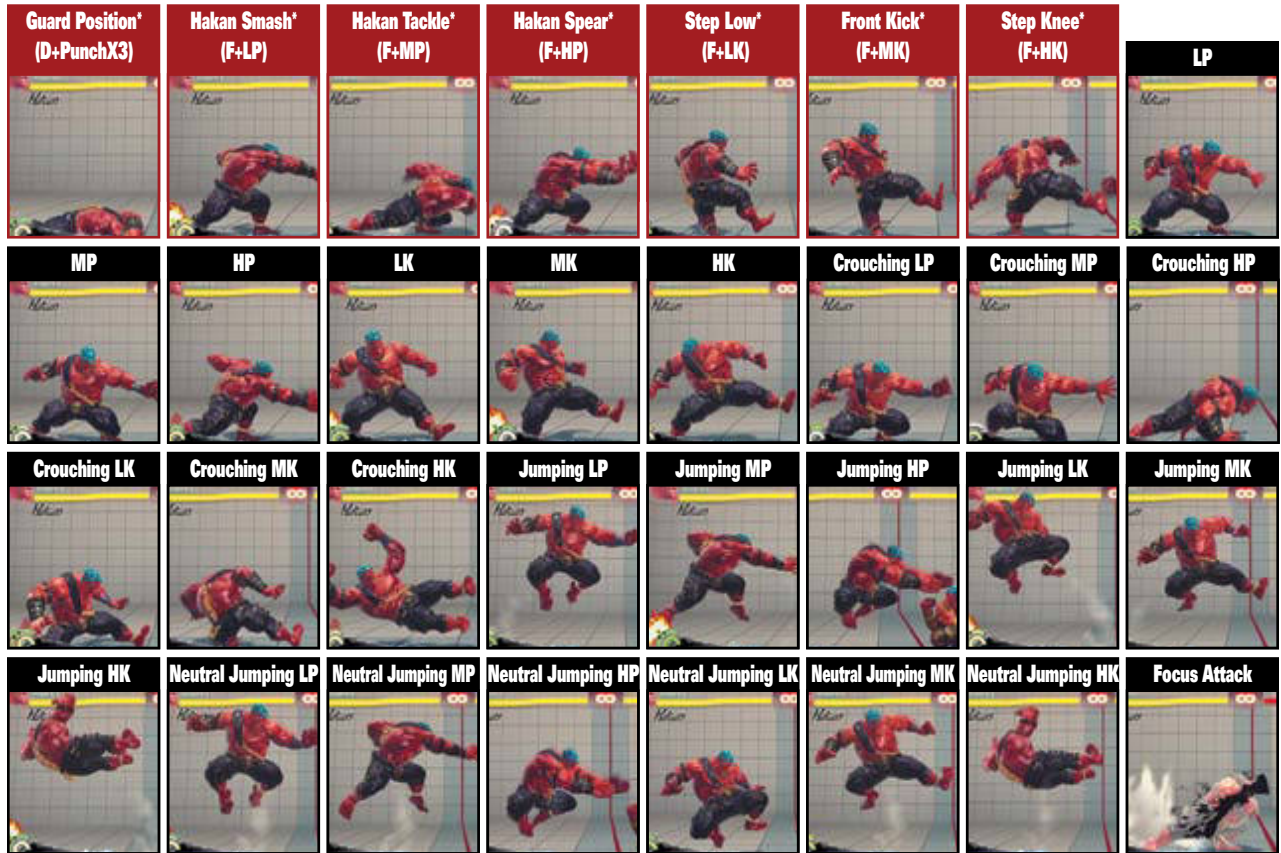 Guard Position*
(D+PunchX3)
Hakan Smash*
(F+LP)
Hakan Tackle*
(F+MP)
Hakan Spear*
(F+HP)
Step Low*
(F+LK)
Front Kick*
(F+MK)
Step Knee*
(F+HK)
LP
MP
HP
LK
MK
HK
Crouching LP
Crouching MP
Crouching HP
Crouching LK
Crouching MK
Crouching HK
Jumping LP
Jumping MP
Jumping HP
Jumping LK
Jumping MK
Jumping HK
Neutral Jumping LP
Neutral Jumping MP
Neutral Jumping HP
Neutral Jumping LK
Neutral Jumping MK
Neutral Jumping HK
Focus Attack